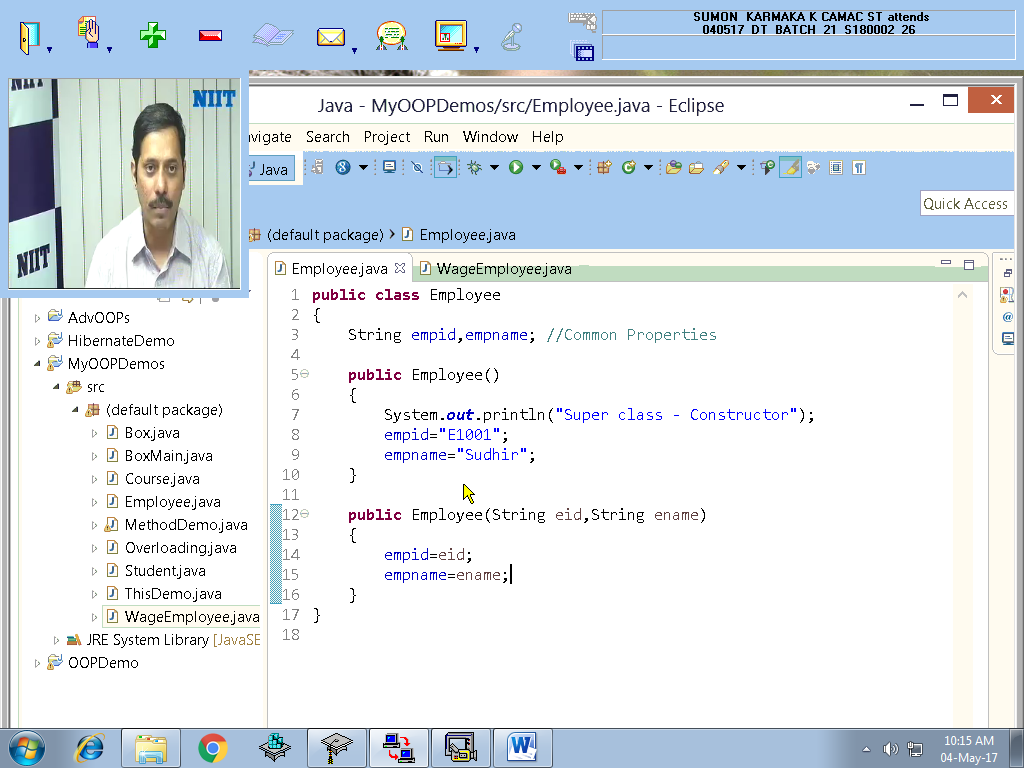 SUMON KARMAKA K CAMAC ST attends
040517 DT BATCH 21 S180002 26
NIIT
NIIT
Java - MyOOPDemos/src/Employee.java - Eclipse
avigate Search Project Run Window Help
Java
Quick Access
(default package) Employee.java
Employee.java
WageEmployee.java
AdvOOPs
HibernateDemo
MyOOPDemos
src
(default package)
Box.java
BoxMain.java
Course.java
Employee.java
MethodDemo.java
Overloading.java
Student.java
ThisDemo.java
WageEmployee.java
JRE System Library [JavaSE
OOPDemo
1 public class Employee
2 {
3 String empid,empname; //Common Properties
4
5 public Employee()
6 {
7 System.out.println("Super class - Constructor");
8 empid="E1001";
9 empname="Sudhir";
10 }
11
12 public Employee(String eid,String ename)
13 {
14 empid=eid;
15 empname=ename;
16 }
17 }
18
10:15 AM
04-May-17